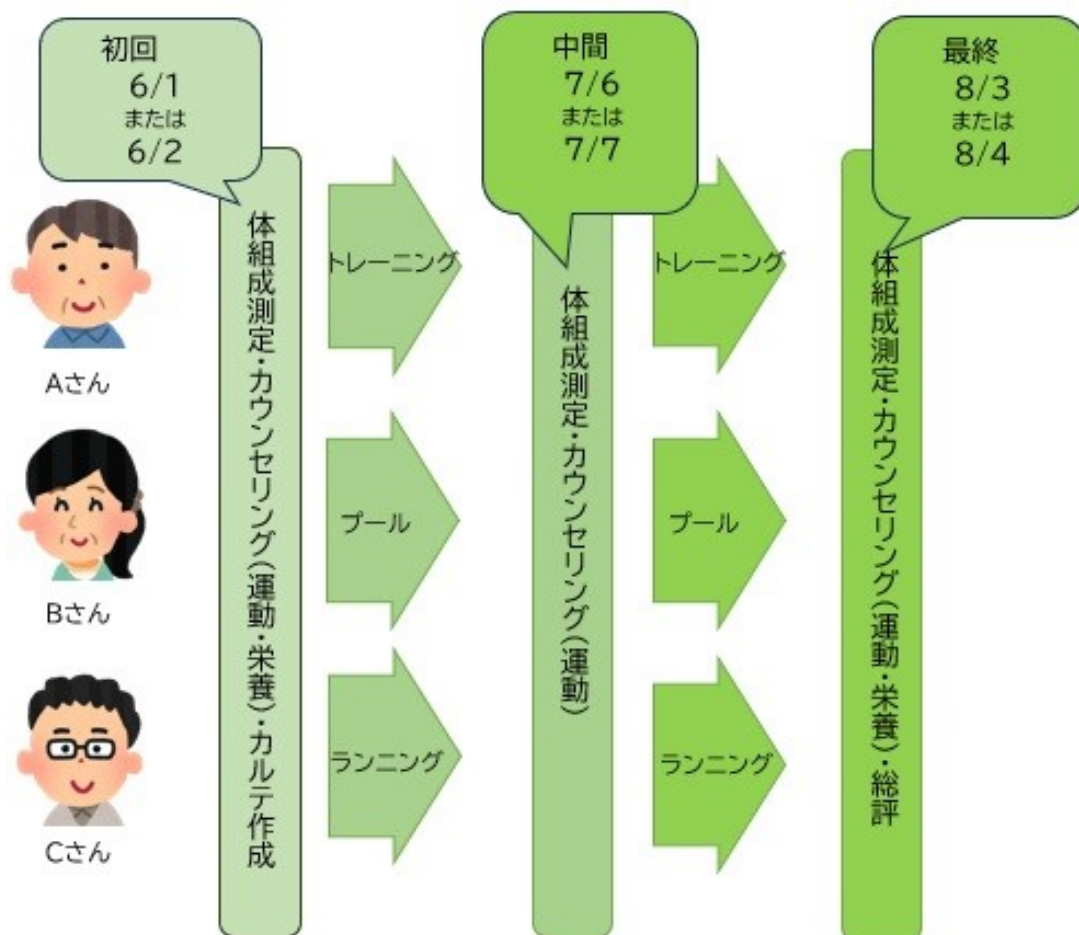 初回
6/1
または
6/2
中間
7/6
または
7/7
最終
8/3
または
8/4
体組成測定・カウンセリング(運動・栄養)・カルテ作成
体組成測定・カウンセリング(運動)
体組成測定・カウンセリング(運動・栄養)・総評
Aさん
トレーニング
トレーニング
Bさん
プール
プール
Cさん
ランニング
ランニング